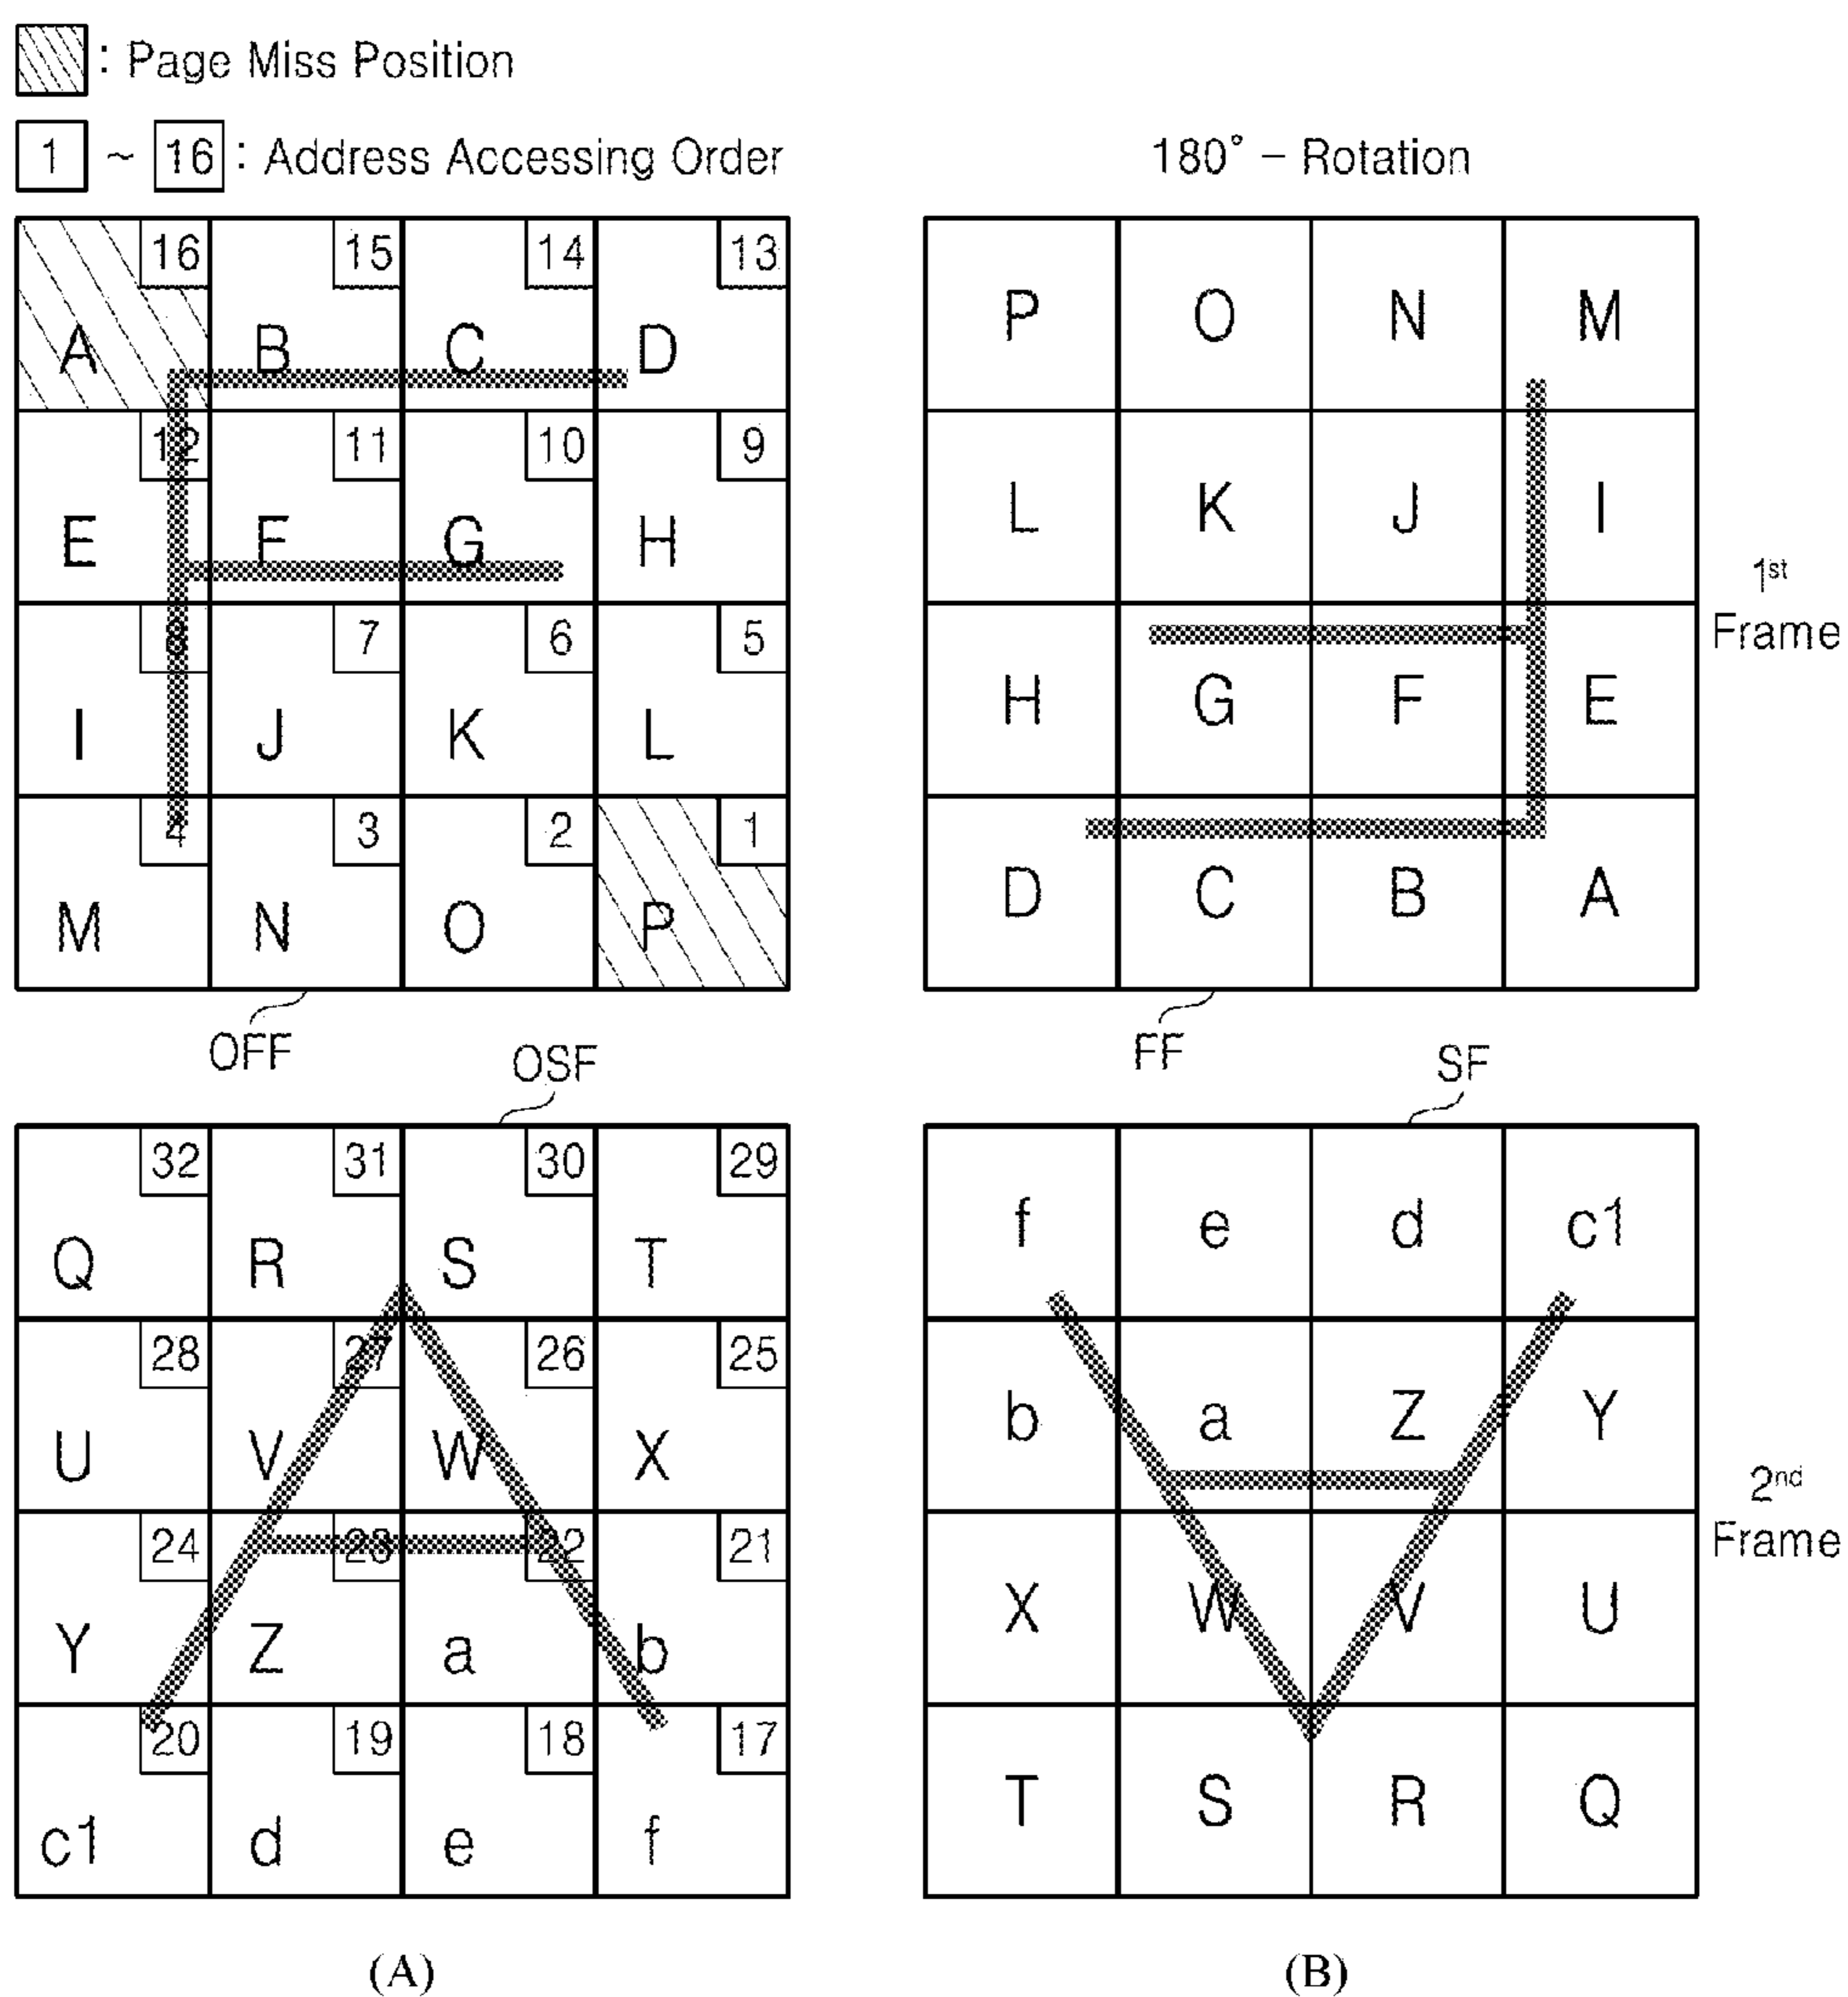 : Page Miss Position
1 ~ 16 : Address Accessing Order
180° - Rotation
16 15 14 13
A B C D
12 11 10 9
E F G H
8 7 6 5
I J K L
4 3 2 1
M N O P
P O N M
L K J I
H G F E
D C B A
1st
Frame
OFF
FF
OSF
SF
32 31 30 29
Q R S T
28 27 26 25
U V W X
24 23 22 21
Y Z a b
20 19 18 17
c1 d e f
f e d c1
b a Z Y
X W V U
T S R Q
2nd
Frame
(A)
(B)